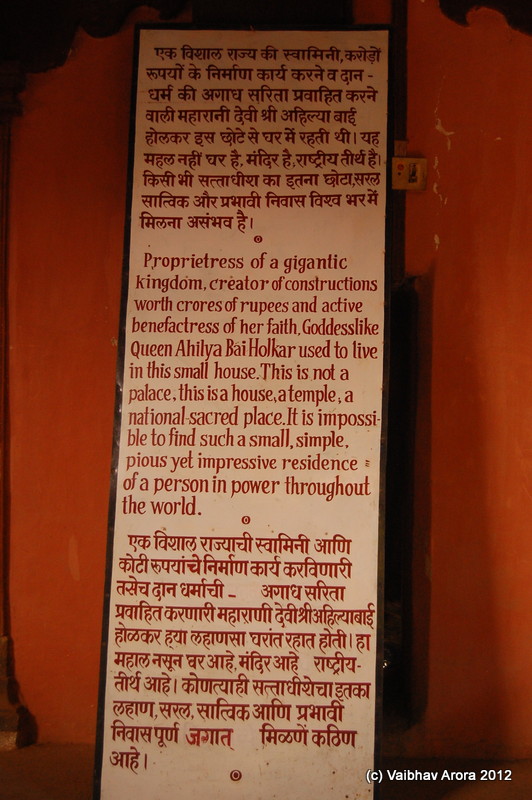 एक विशाल राज्य की स्वामिनी, करोड़ों
रूपयों के निर्माण कार्य करने व दान -
धर्म की अगाध सरिता प्रवाहित करने
वाली महारानी देवी श्री अहिल्या बाई
होलकर इस छोटे से घर में रहती थी। यह
महल नहीं घर है, मंदिर है, राष्ट्रीय तीर्थ है।
किसी भी सत्ताधीश का इतना छोटा, सरल
सात्विक और प्रभावी निवास विश्व भर में
मिलना असंभव है।
Proprietress of a gigantic
kingdom, creator of constructions
worth crores of rupees and active
benefactress of her faith, Goddesslike
Queen Ahilya Bai Holkar used to live
in this small house. This is not a
palace, this is a house, a temple, a
national sacred place. It is impossi-
ble to find such a small, simple,
pious yet impressive residence =
of a person in power throughout
the world.
एक विशाल राज्याची स्वामिनी आणि
कोटी रूपयांचे निर्माण कार्य करविणारी
तसेच दान धर्माची - अगाध सरिता
प्रवाहित करणारी महाराणी देवी श्री अहिल्याबाई
होळकर ह्या लहाणसा घरांत रहात होती। हा
महाल नसून घर आहे, मंदिर आहे राष्ट्रीय-
तीर्थ आहे। कोणत्याही सत्ताधीशेचा इतका
लहाण, सरल, सात्विक आणि प्रभावी
निवास पूर्ण जगात् मिळणें कठिण
आहे।
(c) Vaibhav Arora 2012